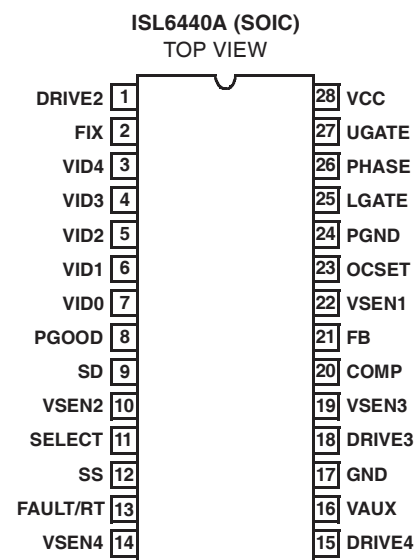 ISL6440A (SOIC)
TOP VIEW
DRIVE2 1 28 VCC
FIX 2 27 UGATE
VID4 3 26 PHASE
VID3 4 25 LGATE
VID2 5 24 PGND
VID1 6 23 OCSET
VID0 7 22 VSEN1
PGOOD 8 21 FB
SD 9 20 COMP
VSEN2 10 19 VSEN3
SELECT 11 18 DRIVE3
SS 12 17 GND
FAULT/RT 13 16 VAUX
VSEN4 14 15 DRIVE4